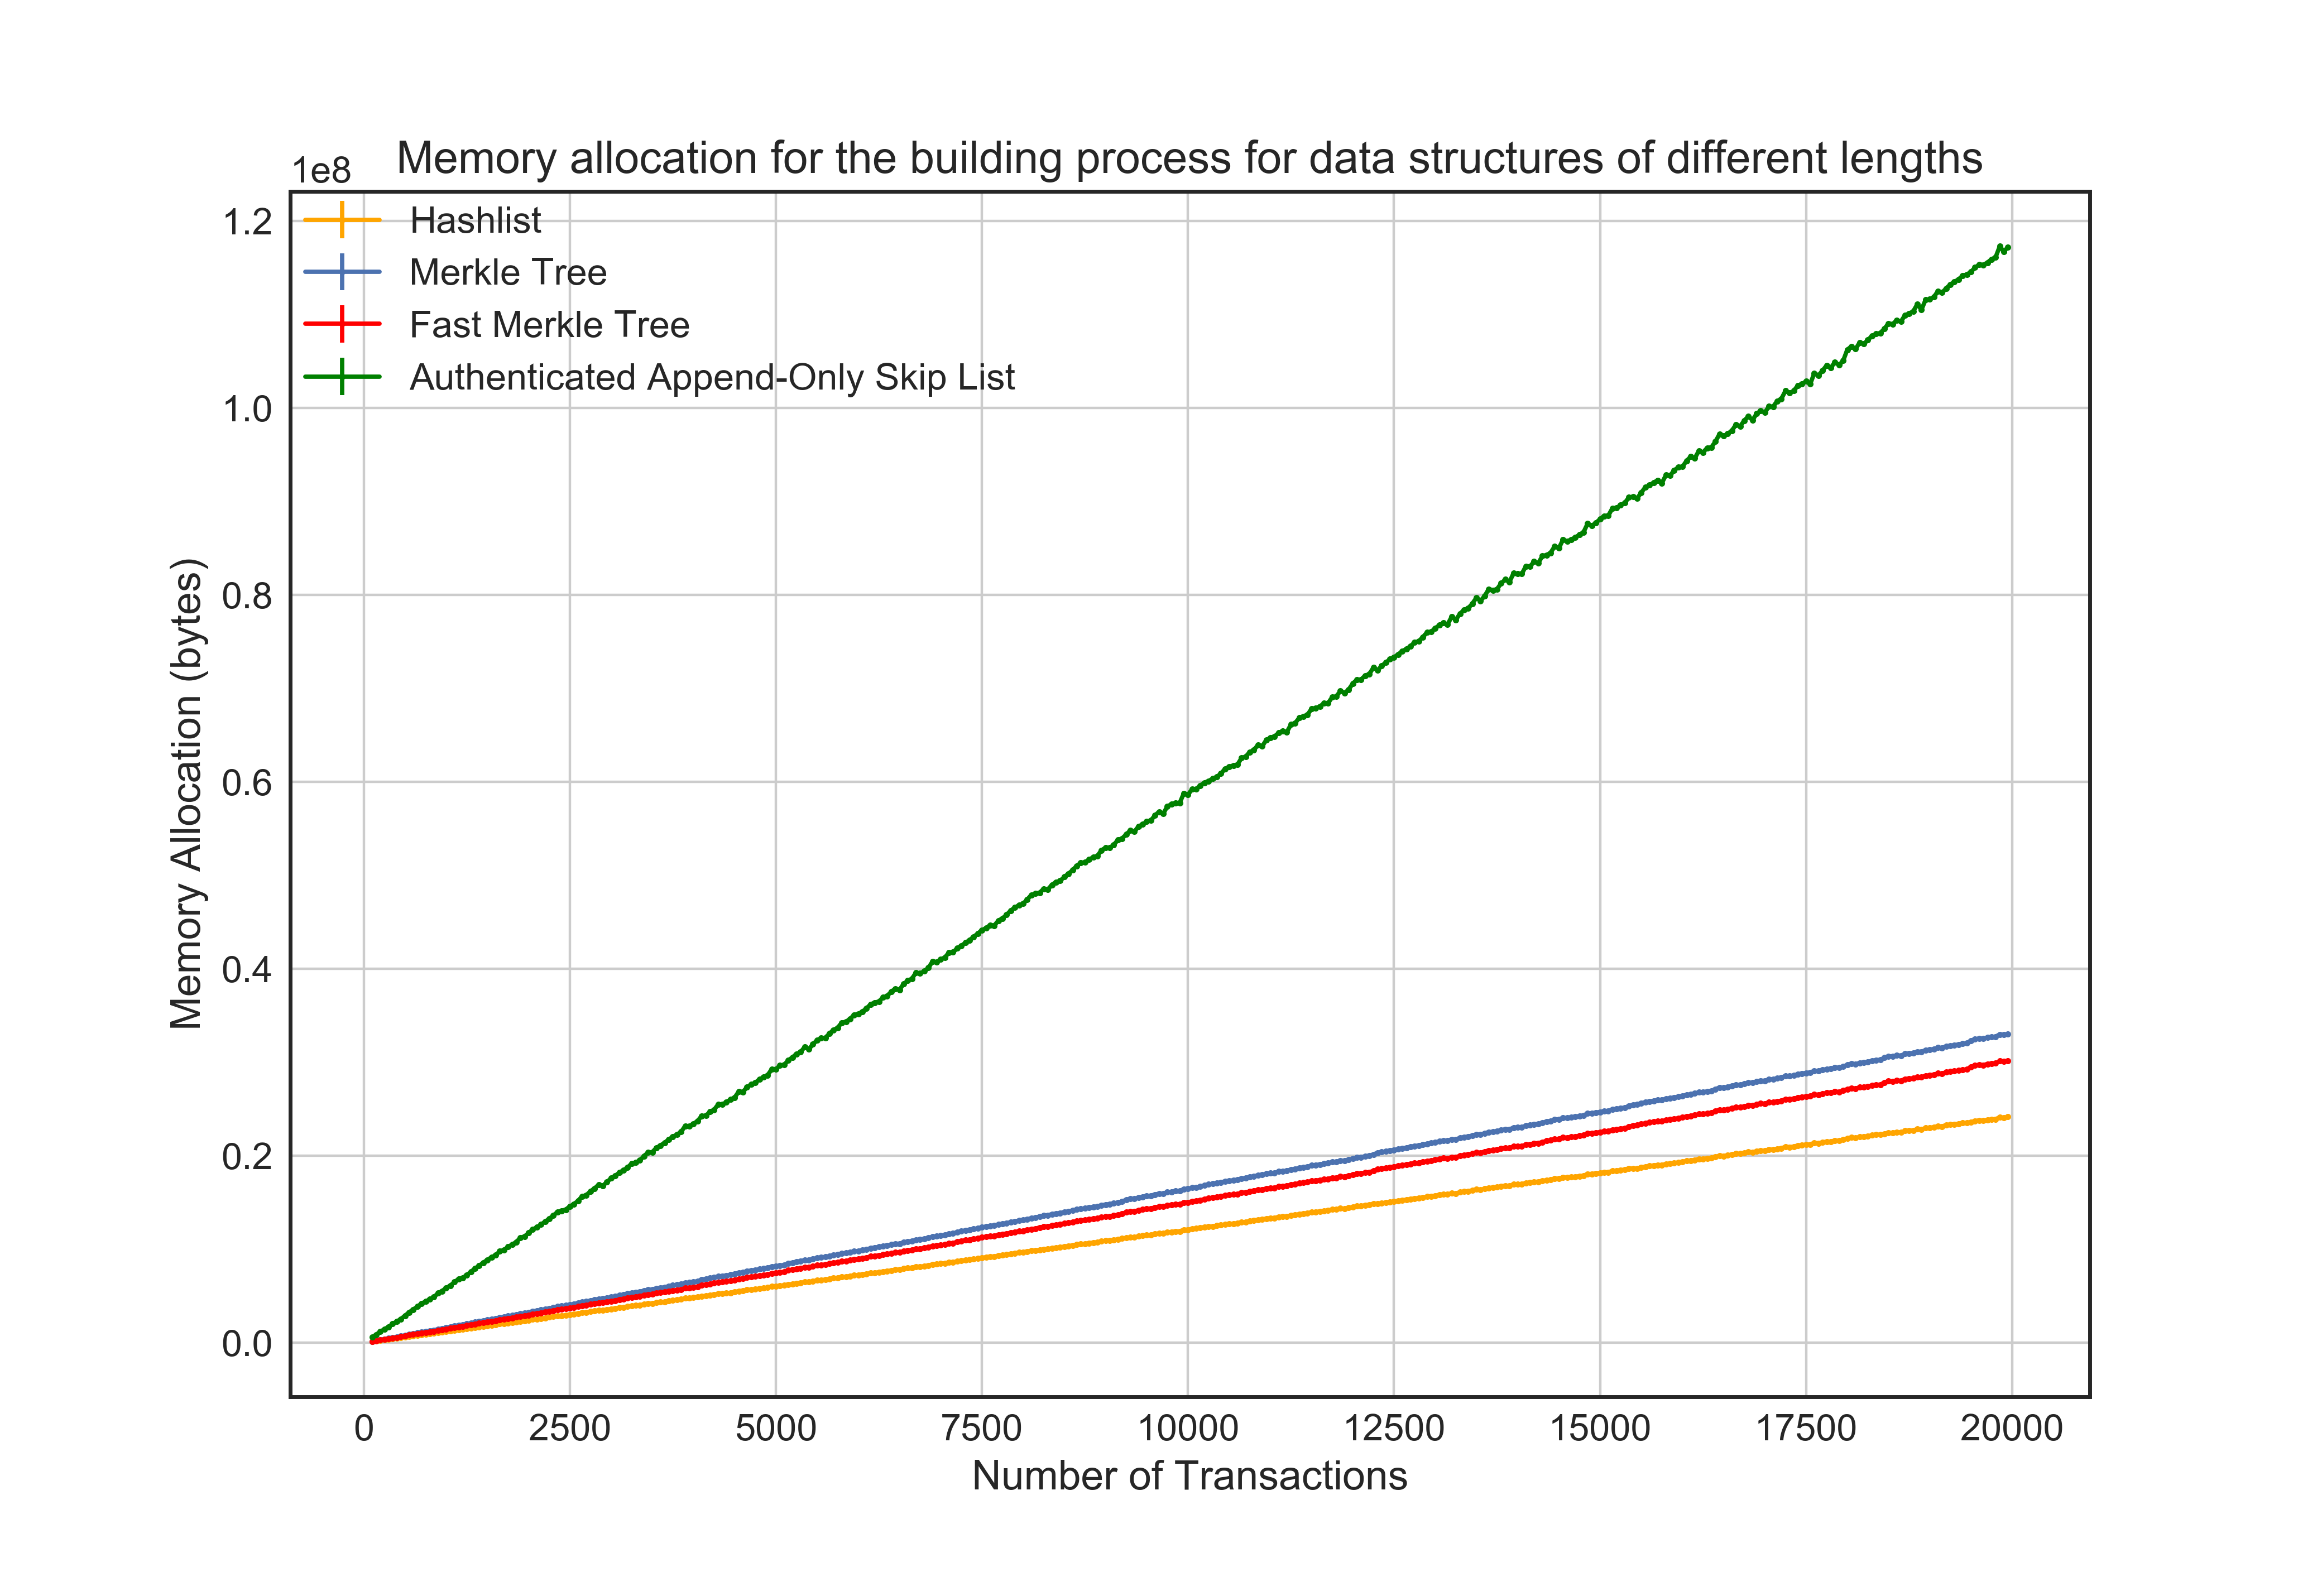 Memory allocation for the building process for data structures of different lengths
1e8
Hashlist
Merkle Tree
Fast Merkle Tree
Authenticated Append-Only Skip List
Memory Allocation (bytes)
1.2
1.0
0.8
0.6
0.4
0.2
0.0
0 2500 5000 7500 10000 12500 15000 17500 20000
Number of Transactions